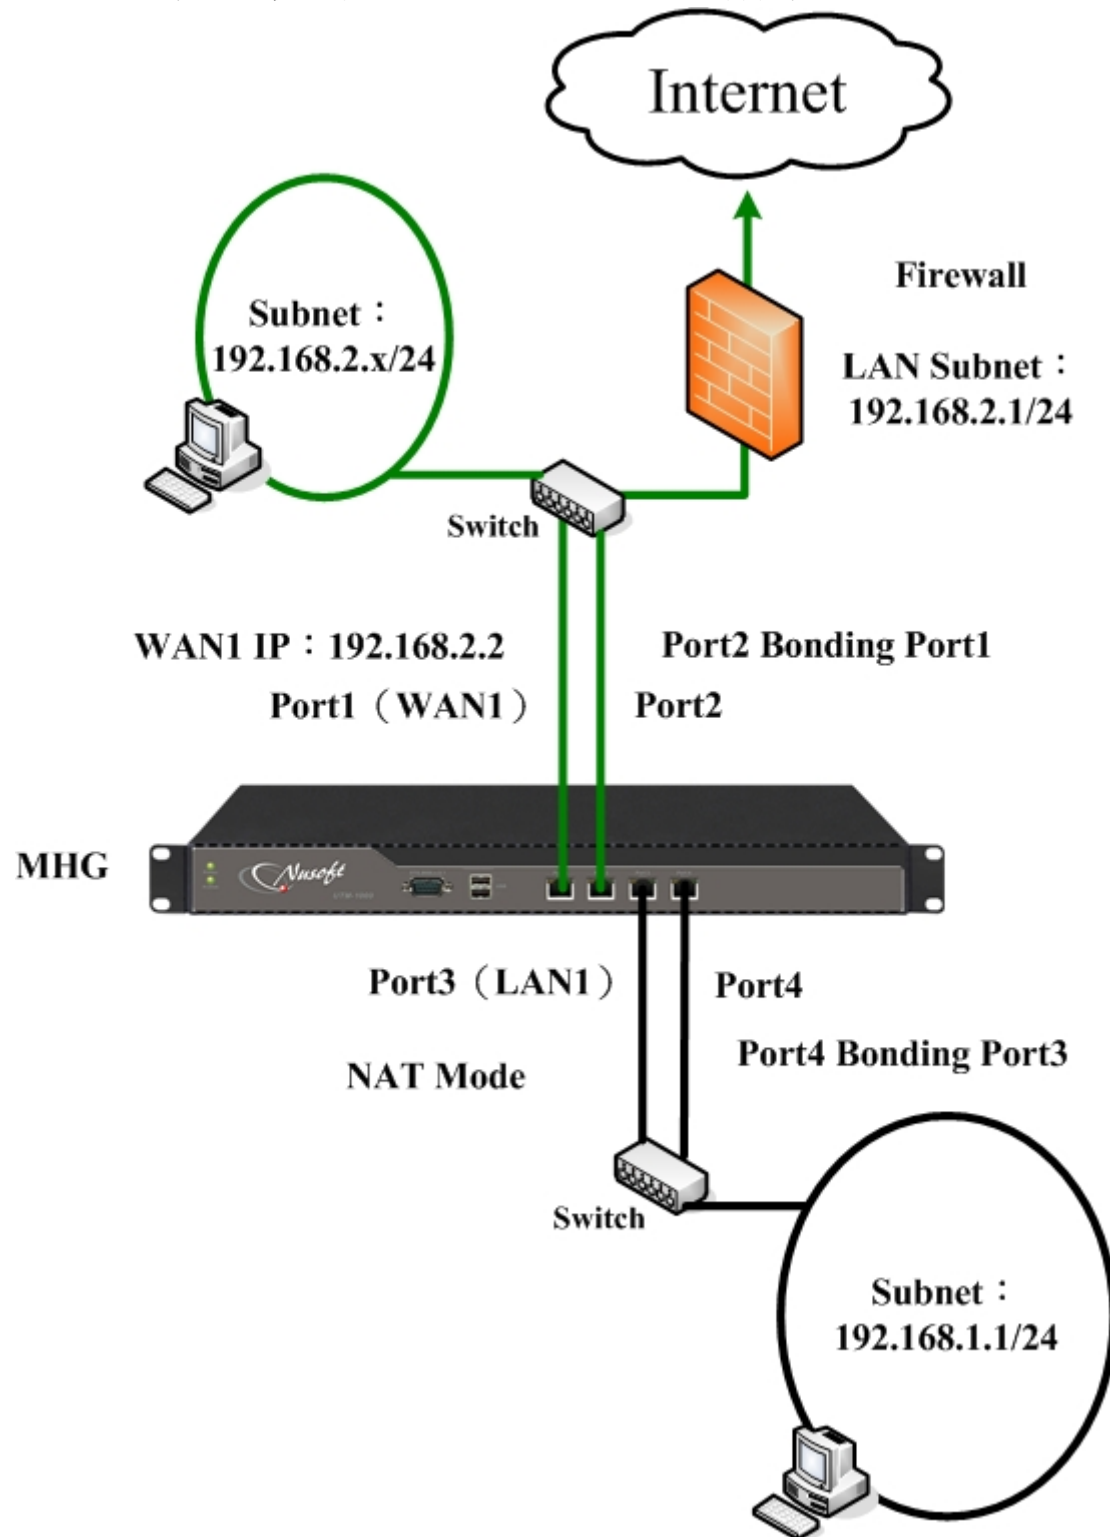 Internet
Firewall
Subnet：
192.168.2.x/24
LAN Subnet：
192.168.2.1/24
Switch
WAN1 IP：192.168.2.2
Port2 Bonding Port1
Port1（WAN1）
Port2
MHG
Nusoft
Port3（LAN1）
Port4
NAT Mode
Port4 Bonding Port3
Switch
Subnet：
192.168.1.1/24